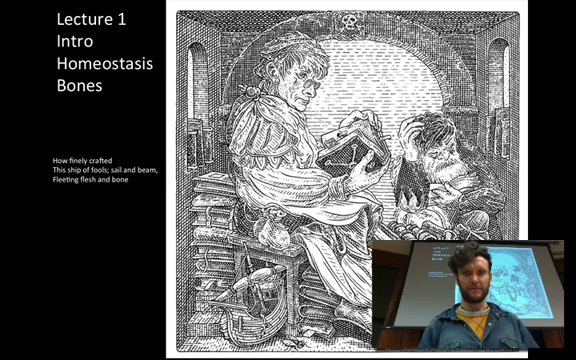 Lecture 1
Intro
Homeostasis
Bones
How finely crafted
This ship of fools; sail and beam,
Fleeting flesh and bone